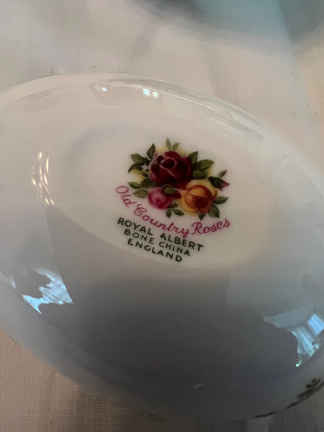 Old Country Roses
ROYAL ALBERT
BONE CHINA
ENGLAND